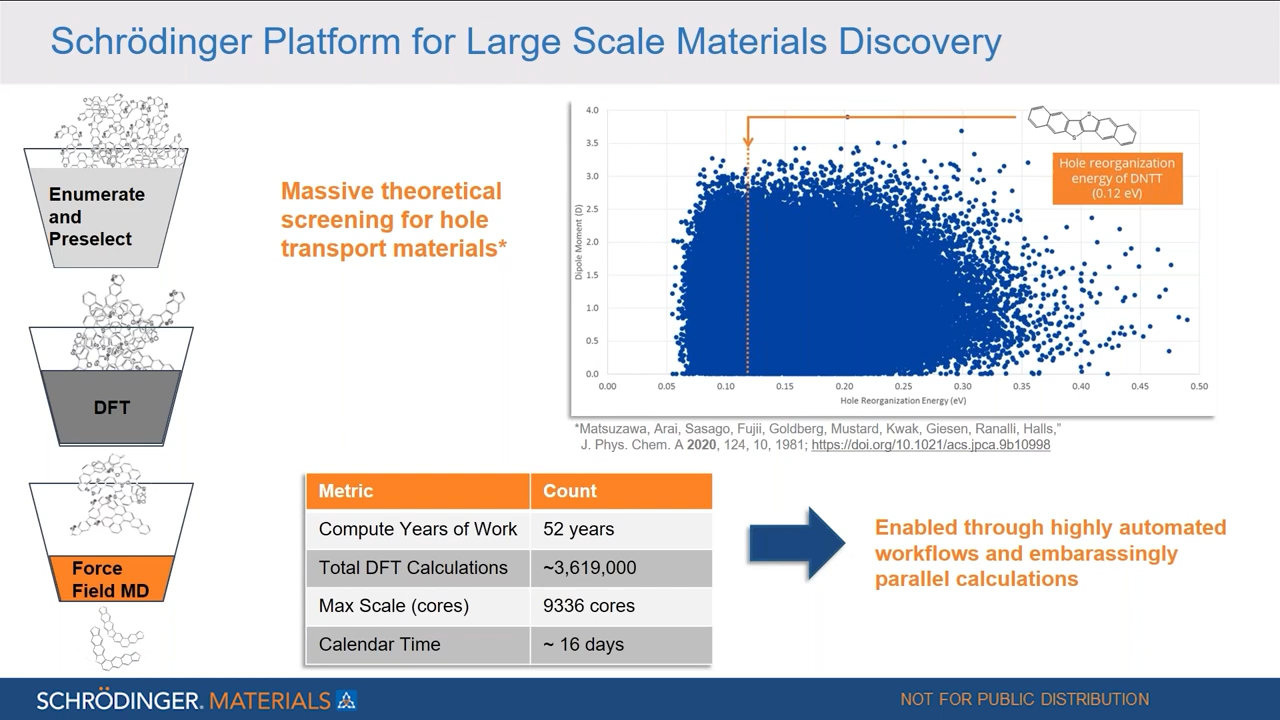 Schrödinger Platform for Large Scale Materials Discovery
Enumerate
and
Preselect
DFT
Force
Field MD
Massive theoretical
screening for hole
transport materials*
4.0
3.5
3.0
2.5
2.0
1.5
1.0
0.5
0.0
Dipole Moment (D)
0.00 0.05 0.10 0.15 0.20 0.25 0.30 0.35 0.40 0.45 0.50
Hole Reorganization Energy (eV)
S
S
Hole reorganization
energy of DNTT
(0.12 eV)
*Matsuzawa, Arai, Sasago, Fujii, Goldberg, Mustard, Kwak, Giesen, Ranalli, Halls,"
J. Phys. Chem. A 2020, 124, 10, 1981; https://doi.org/10.1021/acs.jpca.9b10998
Metric Count
Compute Years of Work 52 years
Total DFT Calculations ~3,619,000
Max Scale (cores) 9336 cores
Calendar Time ~ 16 days
Enabled through highly automated
workflows and embarassingly
parallel calculations
SCHRÖDINGER. MATERIALS
NOT FOR PUBLIC DISTRIBUTION